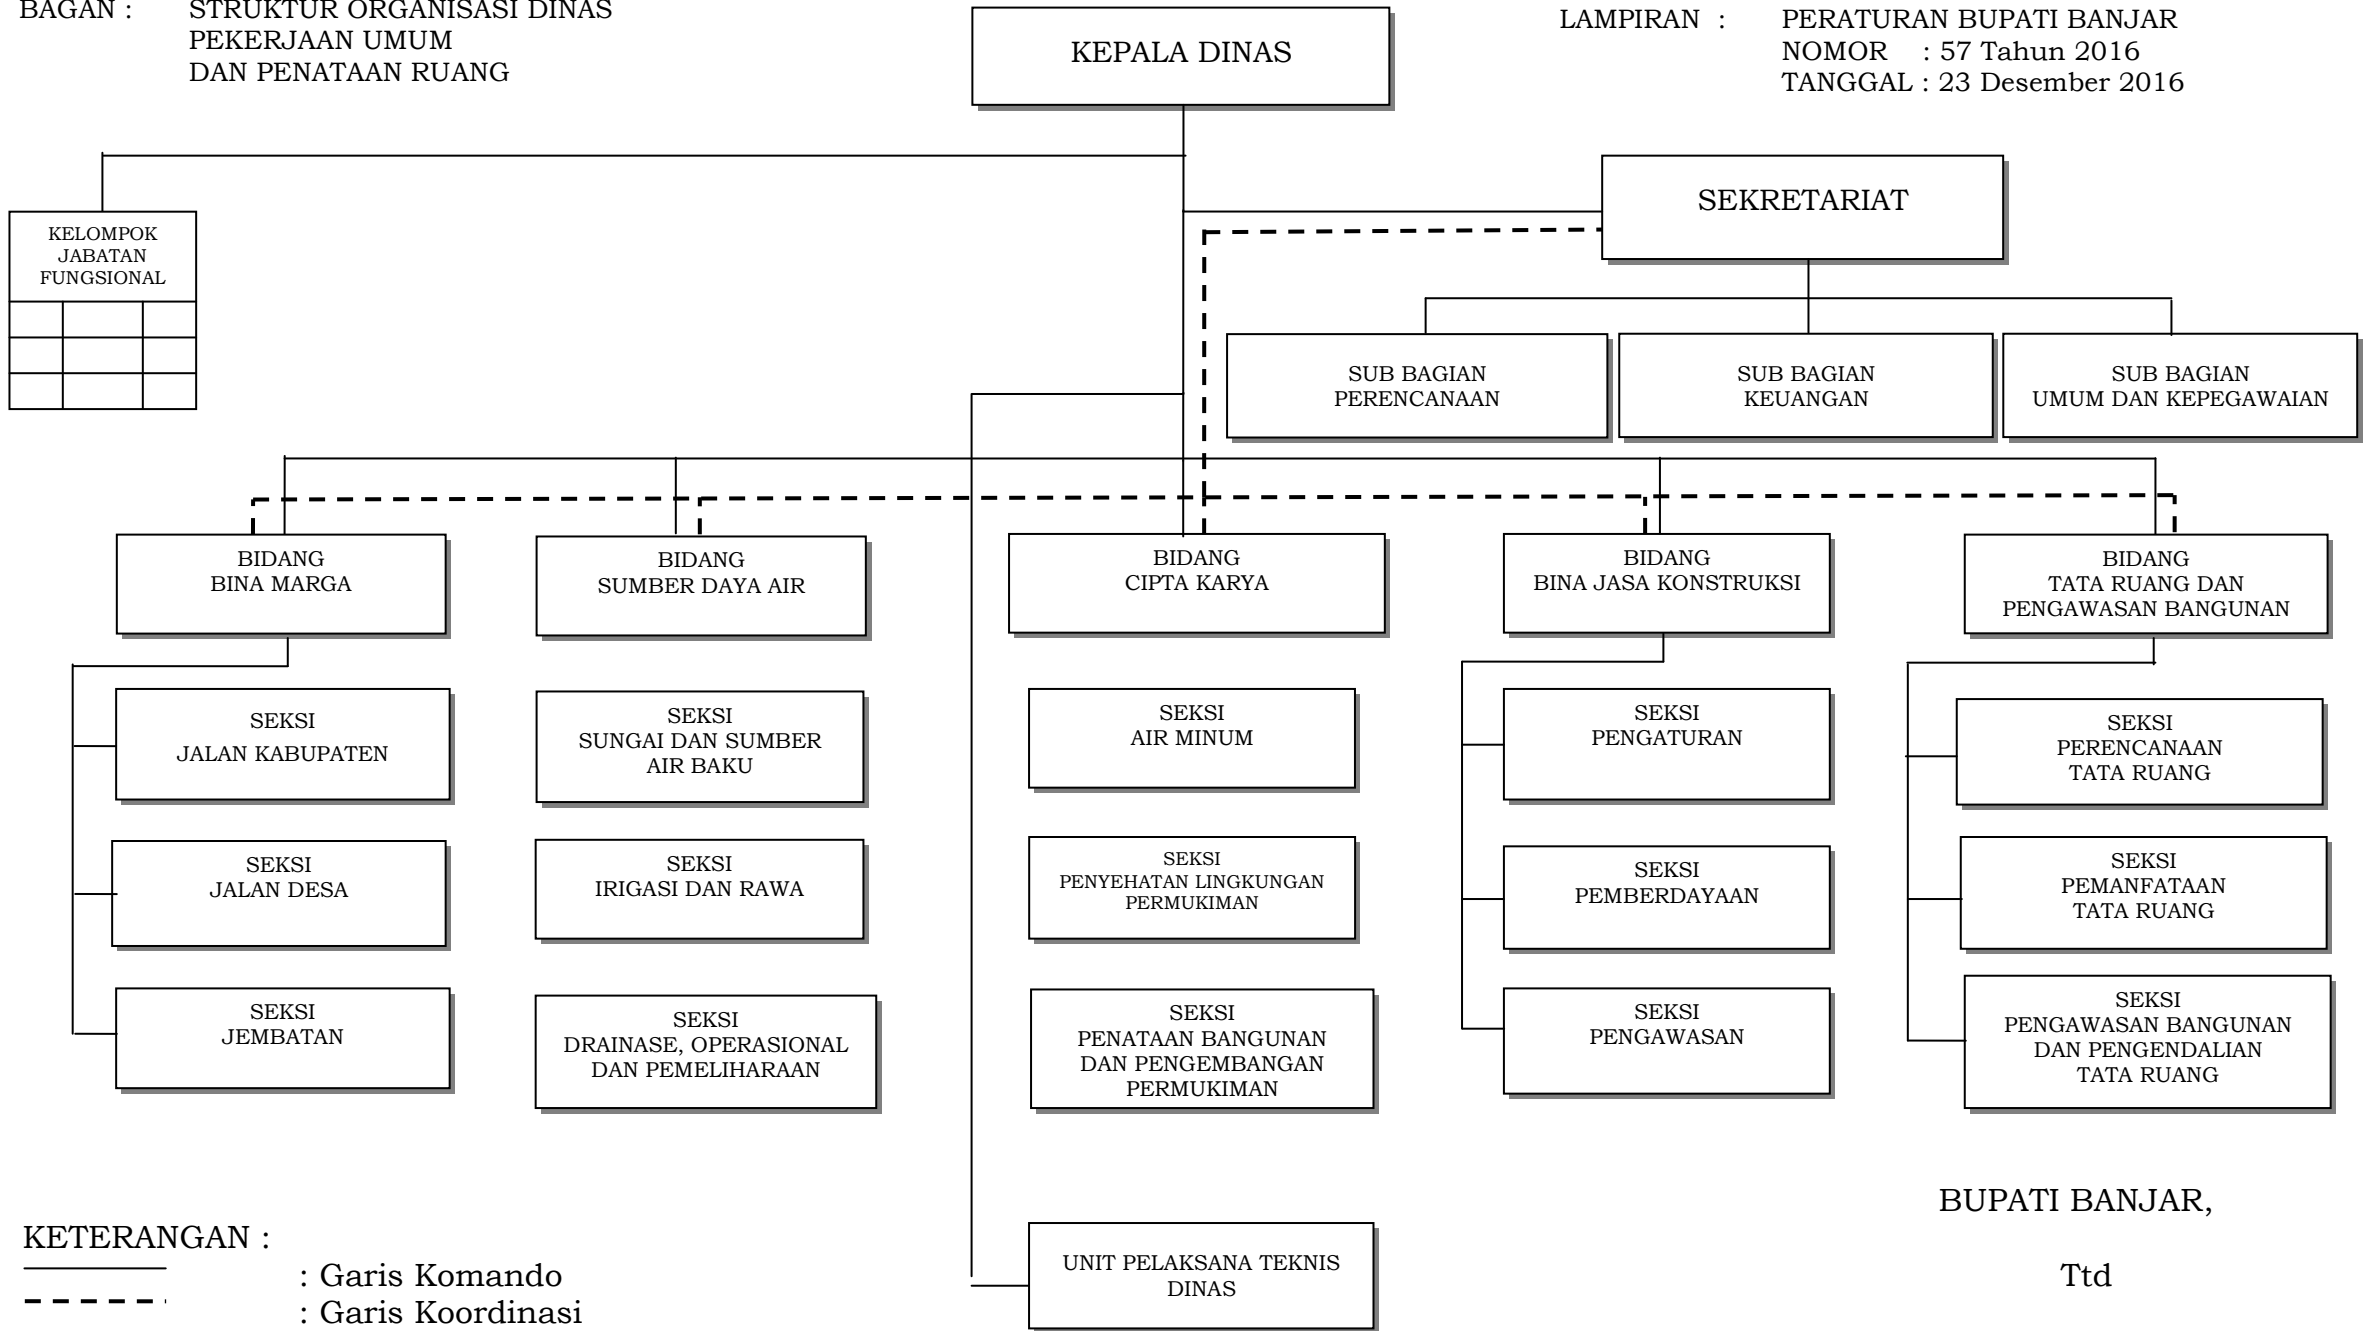 BAGAN : STRUKTUR ORGANISASI DINAS
PEKERJAAN UMUM
DAN PENATAAN RUANG
KEPALA DINAS
LAMPIRAN : PERATURAN BUPATI BANJAR
NOMOR : 57 Tahun 2016
TANGGAL : 23 Desember 2016
SEKRETARIAT
KELOMPOK
JABATAN
FUNGSIONAL
SUB BAGIAN
PERENCANAAN
SUB BAGIAN
KEUANGAN
SUB BAGIAN
UMUM DAN KEPEGAWAIAN
BIDANG
BINA MARGA
BIDANG
SUMBER DAYA AIR
BIDANG
CIPTA KARYA
BIDANG
BINA JASA KONSTRUKSI
BIDANG
TATA RUANG DAN
PENGAWASAN BANGUNAN
SEKSI
JALAN KABUPATEN
SEKSI
SUNGAI DAN SUMBER
AIR BAKU
SEKSI
AIR MINUM
SEKSI
PENGATURAN
SEKSI
PERENCANAAN
TATA RUANG
SEKSI
JALAN DESA
SEKSI
IRIGASI DAN RAWA
SEKSI
PENYEHATAN LINGKUNGAN
PERMUKIMAN
SEKSI
PEMBERDAYAAN
SEKSI
PEMANFATAAN
TATA RUANG
SEKSI
JEMBATAN
SEKSI
DRAINASE, OPERASIONAL
DAN PEMELIHARAAN
SEKSI
PENATAAN BANGUNAN
DAN PENGEMBANGAN
PERMUKIMAN
SEKSI
PENGAWASAN
SEKSI
PENGAWASAN BANGUNAN
DAN PENGENDALIAN
TATA RUANG
UNIT PELAKSANA TEKNIS
DINAS
KETERANGAN :
: Garis Komando
: Garis Koordinasi
BUPATI BANJAR,
Ttd